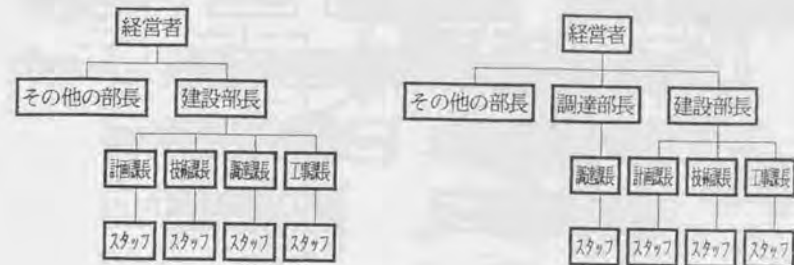 経営者
その他の部長 建設部長
計画課長 技術課長 調達課長 工事課長
スタッフ スタッフ スタッフ スタッフ
経営者
その他の部長 調達部長 建設部長
調達課長 計画課長 技術課長 工事課長
スタッフ スタッフ スタッフ スタッフ